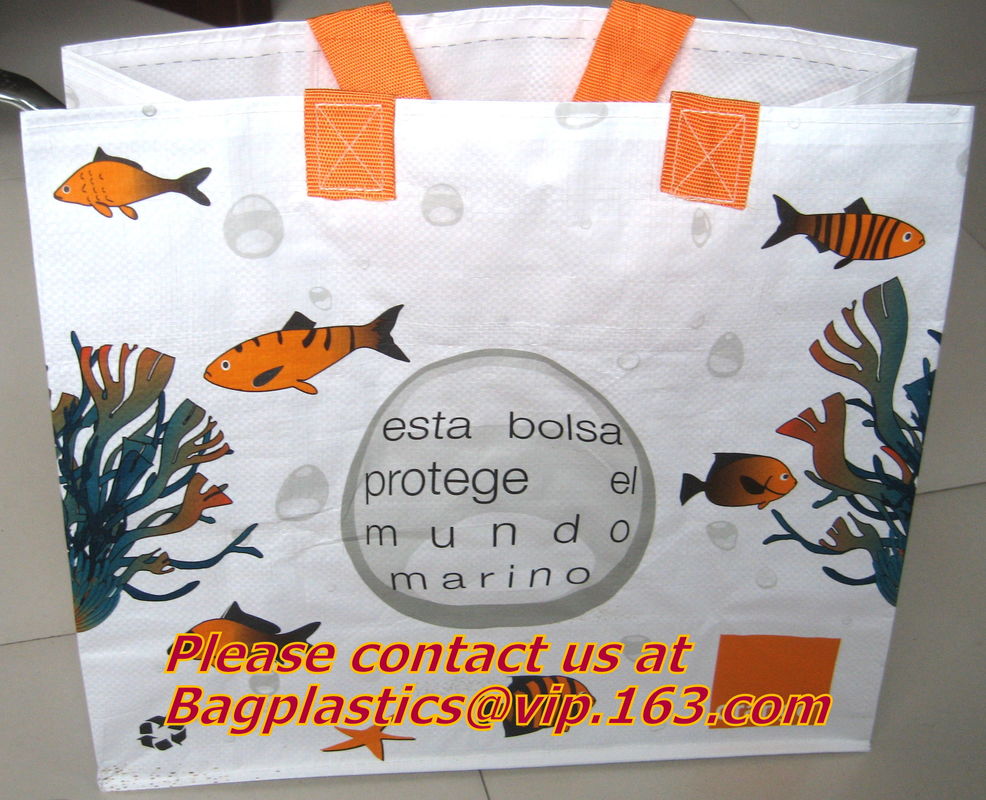 esta bolsa
protege el
mundo
marino
Please contact us at
Bagplastics@vip.163.com